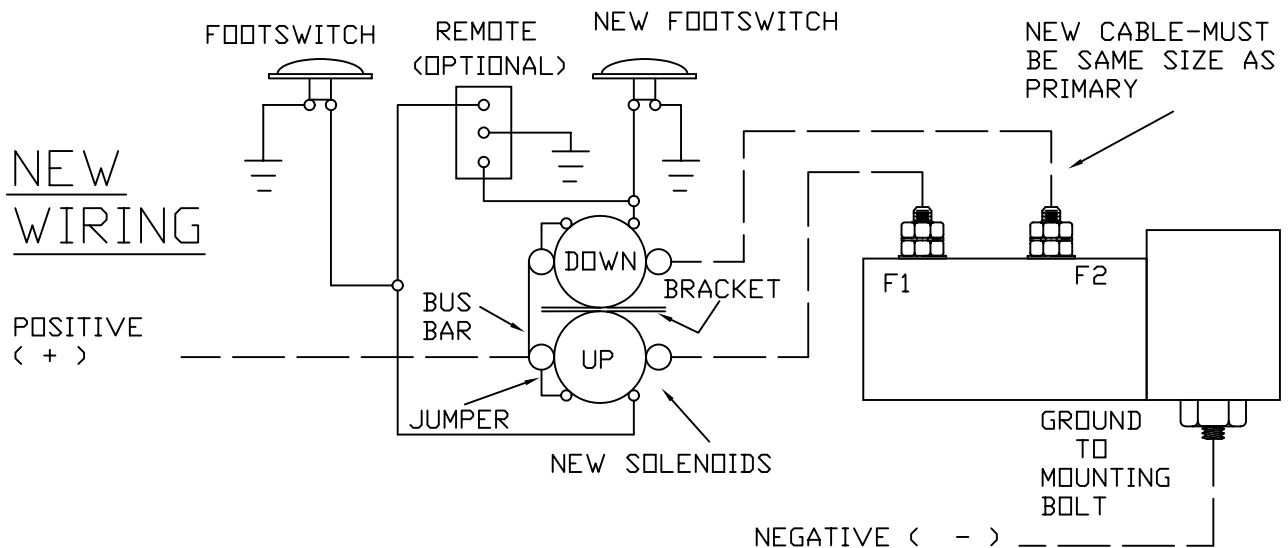 FOOTSWITCH
REMOTE
(OPTIONAL)
NEW FOOTSWITCH
NEW CABLE-MUST
BE SAME SIZE AS
PRIMARY
NEW
WIRING
DOWN
F1
F2
BRACKET
BUS
BAR
POSITIVE
( + )
UP
JUMPER
NEW SOLENOIDS
GROUND
TO
MOUNTING
BOLT
NEGATIVE ( - )